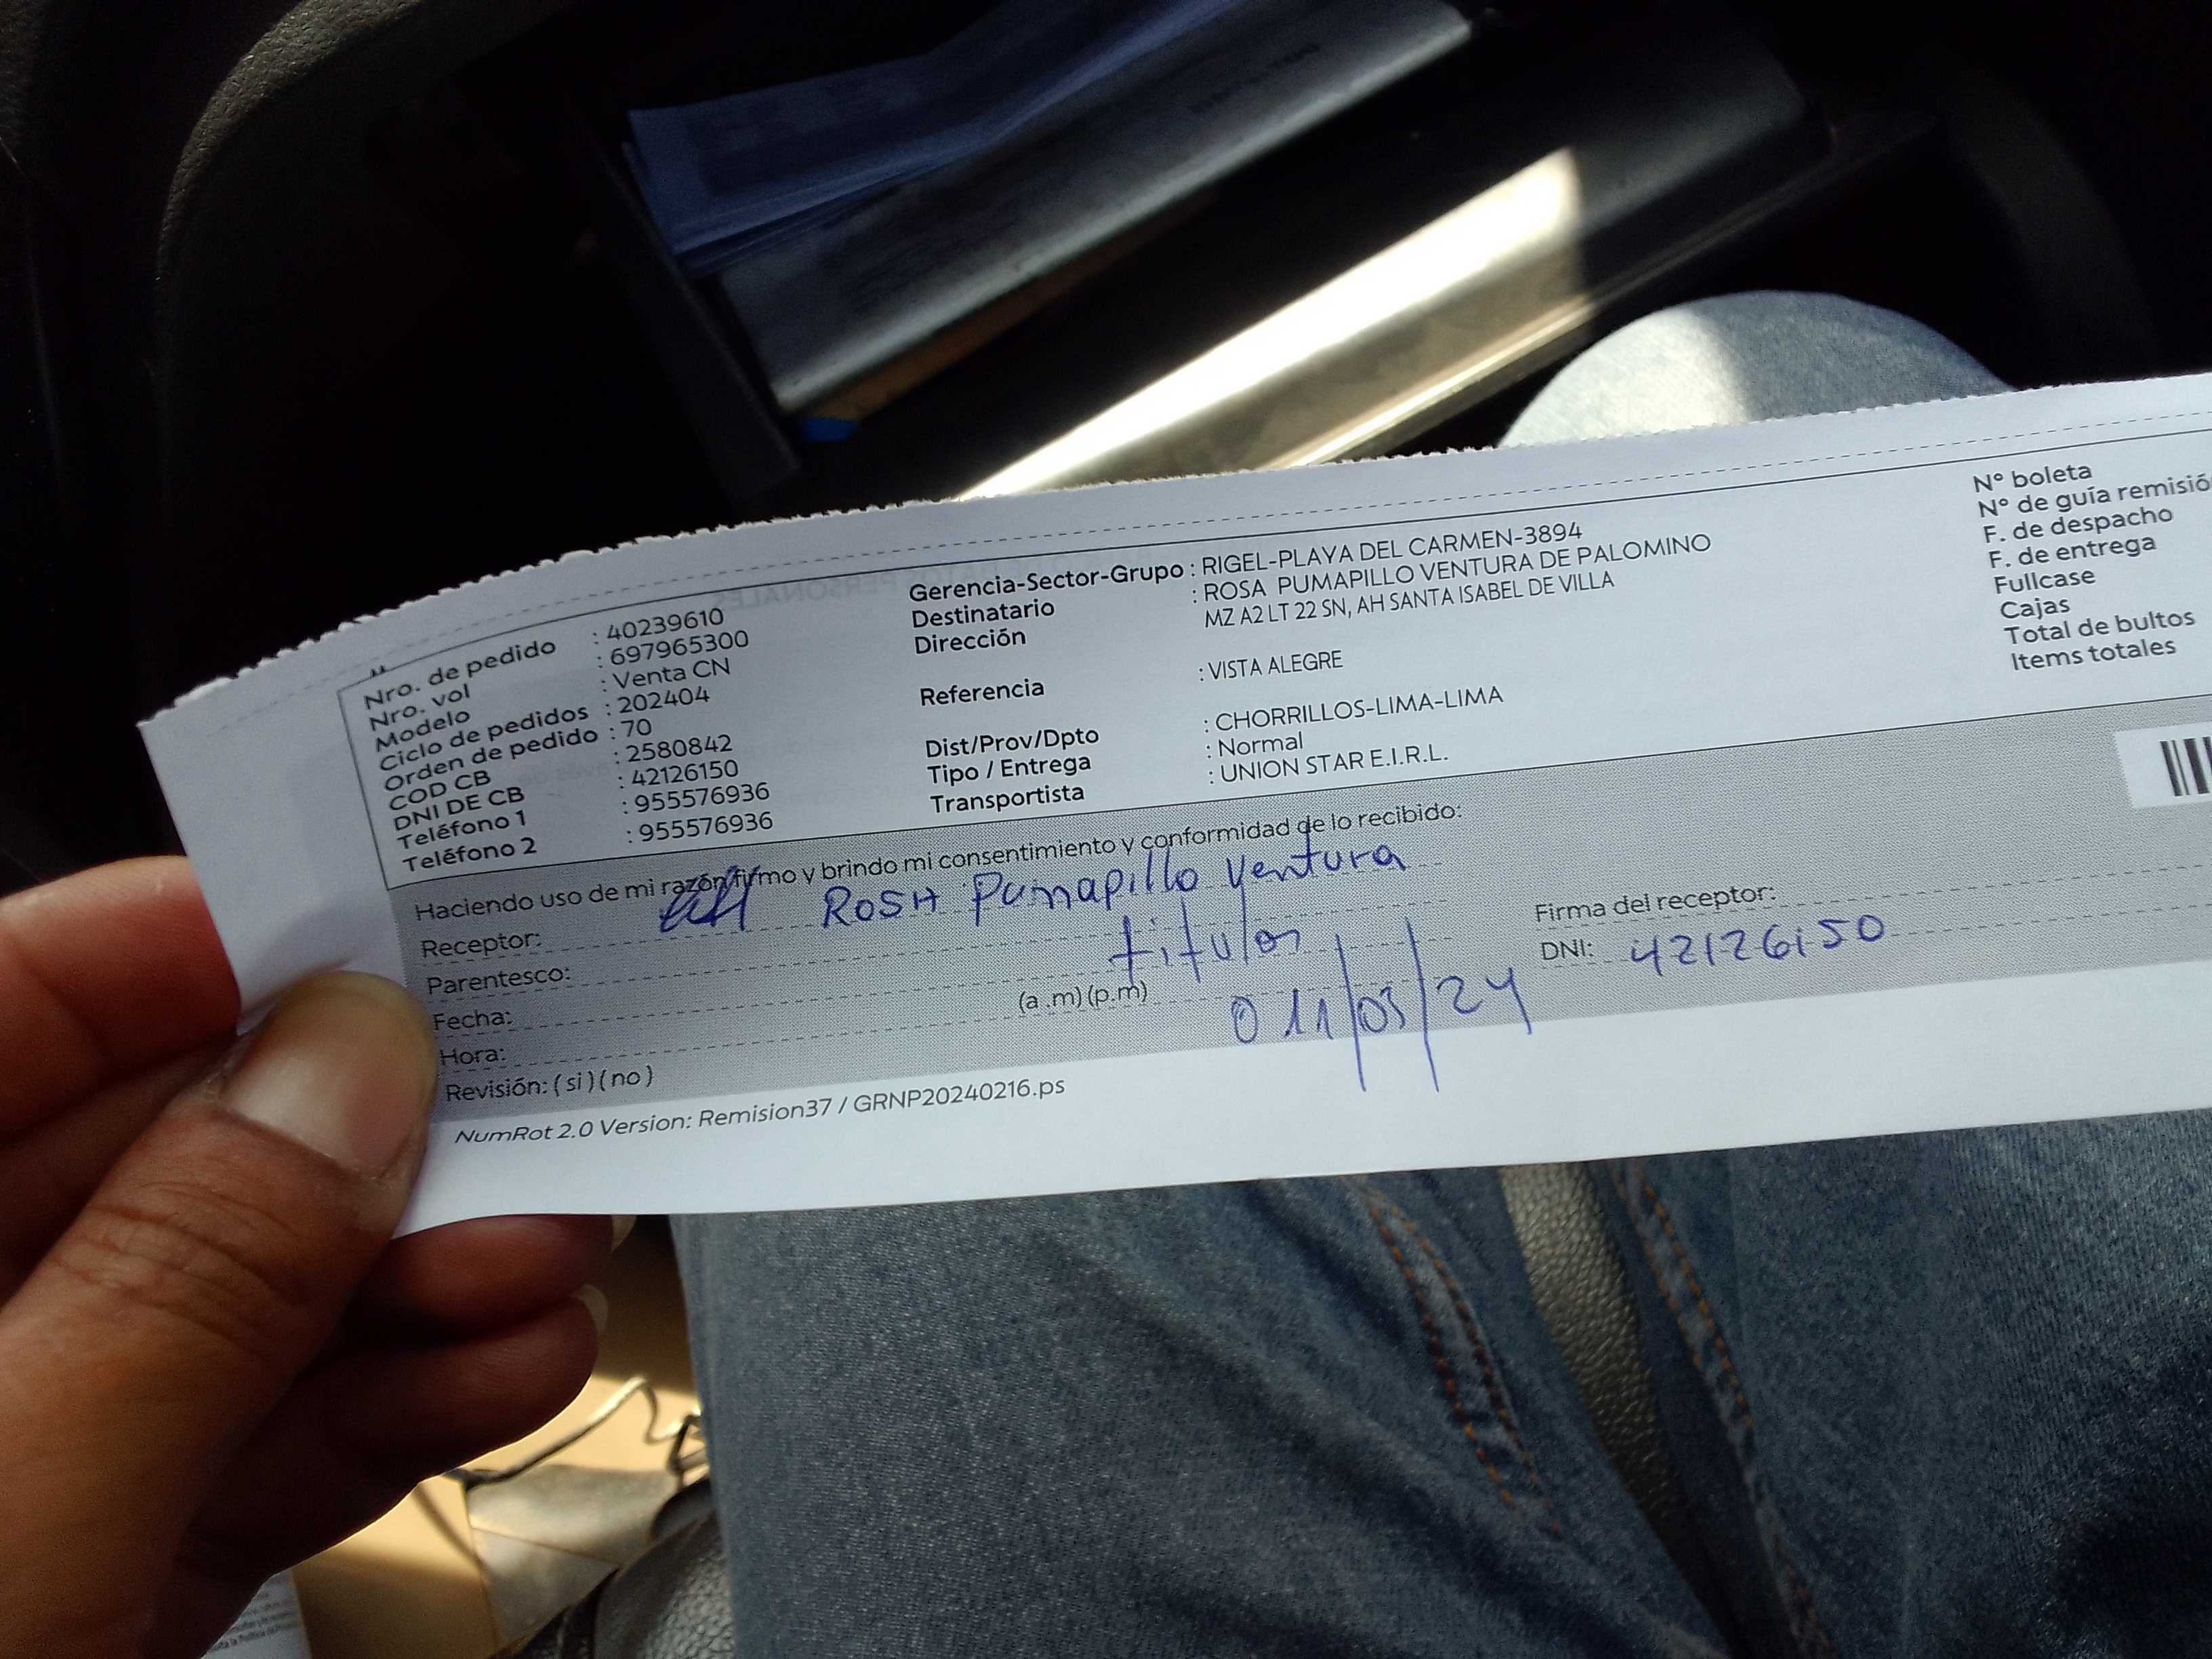 Nro. de pedido : 40239610
Nro. vol : 697965300
Modelo : Venta CN
Ciclo de pedidos : 202404
Orden de pedido : 70
COD CB : 2580842
DNI DE CB : 42126150
Teléfono 1 : 955576936
Teléfono 2 : 955576936
Gerencia-Sector-Grupo : RIGEL-PLAYA DEL CARMEN-3894
Destinatario : ROSA PUMAPILLO VENTURA DE PALOMINO
Dirección MZ A2 LT 22 SN, AH SANTA ISABEL DE VILLA
Referencia : VISTA ALEGRE
Dist/Prov/Dpto : CHORRILLOS-LIMA-LIMA
Tipo / Entrega : Normal
Transportista : UNION STAR E.I.R.L.
N° boleta
N° de guía remisió
F. de despacho
F. de entrega
Fullcase
Cajas
Total de bultos
Items totales
Haciendo uso de mi razón firmo y brindo mi consentimiento y conformidad de lo recibido:
Receptor: ROSA Pumapillo Ventura
Parentesco: titular
Fecha: 11/03/24
Hora: (a.m) (p.m)
Revisión: ( si ) ( no )
Firma del receptor:
DNI: 42126150
NumRot 2.0 Version: Remision37 / GRNP20240216.ps